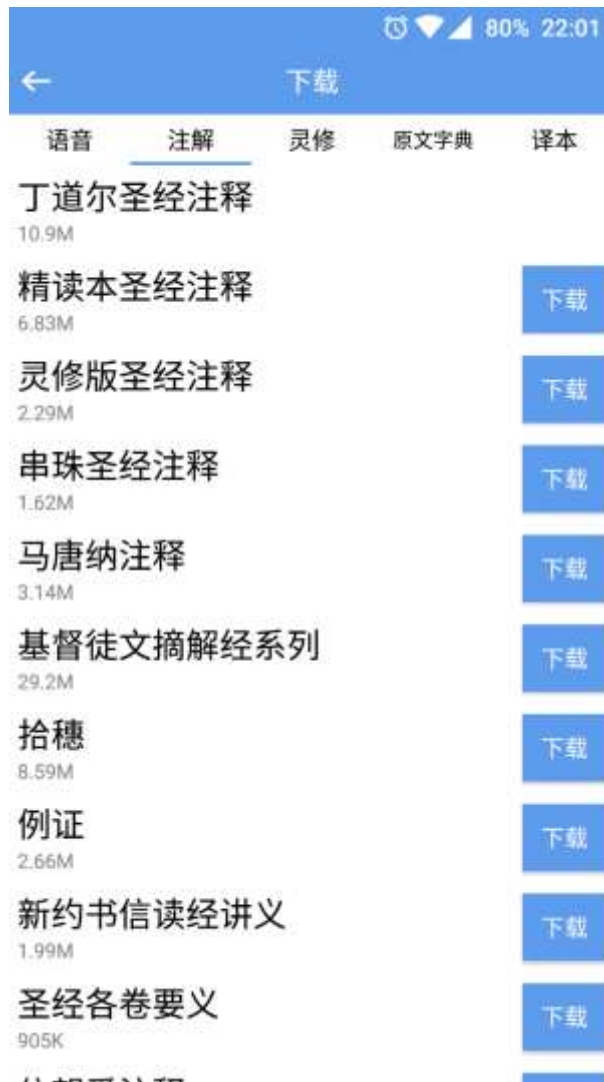 80% 22:01
下载
语音 注解 灵修 原文字典 译本
丁道尔圣经注释
10.9M
精读本圣经注释
下载
6.83M
灵修版圣经注释
下载
2.29M
串珠圣经注释
下载
1.62M
马唐纳注释
下载
3.14M
基督徒文摘解经系列
下载
29.2M
拾穗
下载
8.59M
例证
下载
2.66M
新约书信读经讲义
下载
1.99M
圣经各卷要义
下载
905K